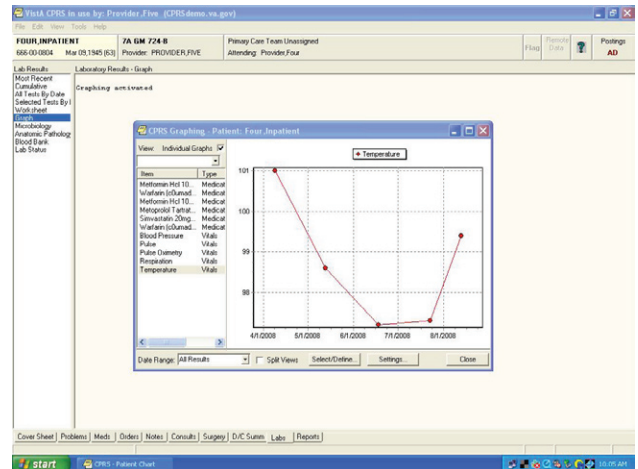 VistA CPRS in use by: Provider,Five (CPRSdemo.va.gov)
File Edit View Tools Help
FOUR,INPATIENT 7A GM 724-B Primary Care Team Unassigned Flag Remote Data Postings
666-00-0804 Mar 09,1945 (63) Provider: PROVIDER,FIVE Attending: Provider,Four AD
Lab Results Laboratory Results - Graph
Most Recent
Cumulative
All Tests By Date
Selected Tests By
Worksheet
Graph
Microbiology
Anatomic Pathology
Blood Bank
Lab Status
Graphing activated
CPRS Graphing - Patient: Four,Inpatient
View: Individual Graphs
Item Type
Metformin Hcl 10... Medicat
Warfarin (c0umad... Medicat
Metformin Hcl 10... Medicat
Metoprolol Tartrat... Medicat
Simvastatin 20mg... Medicat
Warfarin (c0umad... Medicat
Blood Pressure Vitals
Pulse Vitals
Pulse Oximetry Vitals
Respiration Vitals
Temperature Vitals
Temperature
101
100
99
98
4/1/2008 5/1/2008 6/1/2008 7/1/2008 8/1/2008
Date Range: All Results Split Views Select/Define... Settings... Close
Cover Sheet Problems Meds Orders Notes Consults Surgery D/C Summ Labs Reports
start CPRS - Patient Chart 10:05 AM